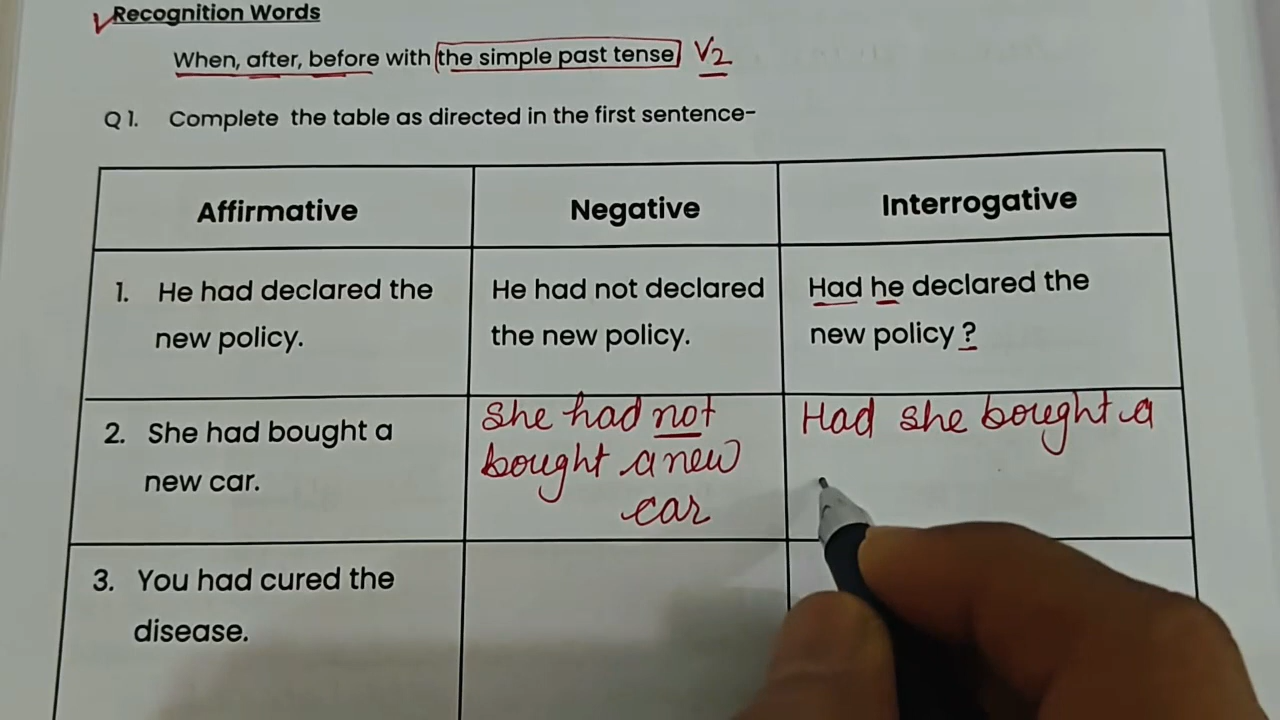 Recognition Words
When, after, before with the simple past tense V2
Q1. Complete the table as directed in the first sentence-
Affirmative
Negative
Interrogative
1. He had declared the
new policy.
He had not declared
the new policy.
Had he declared the
new policy?
2. She had bought a
new car.
She had not
bought a new
car
Had she bought a
3. You had cured the
disease.